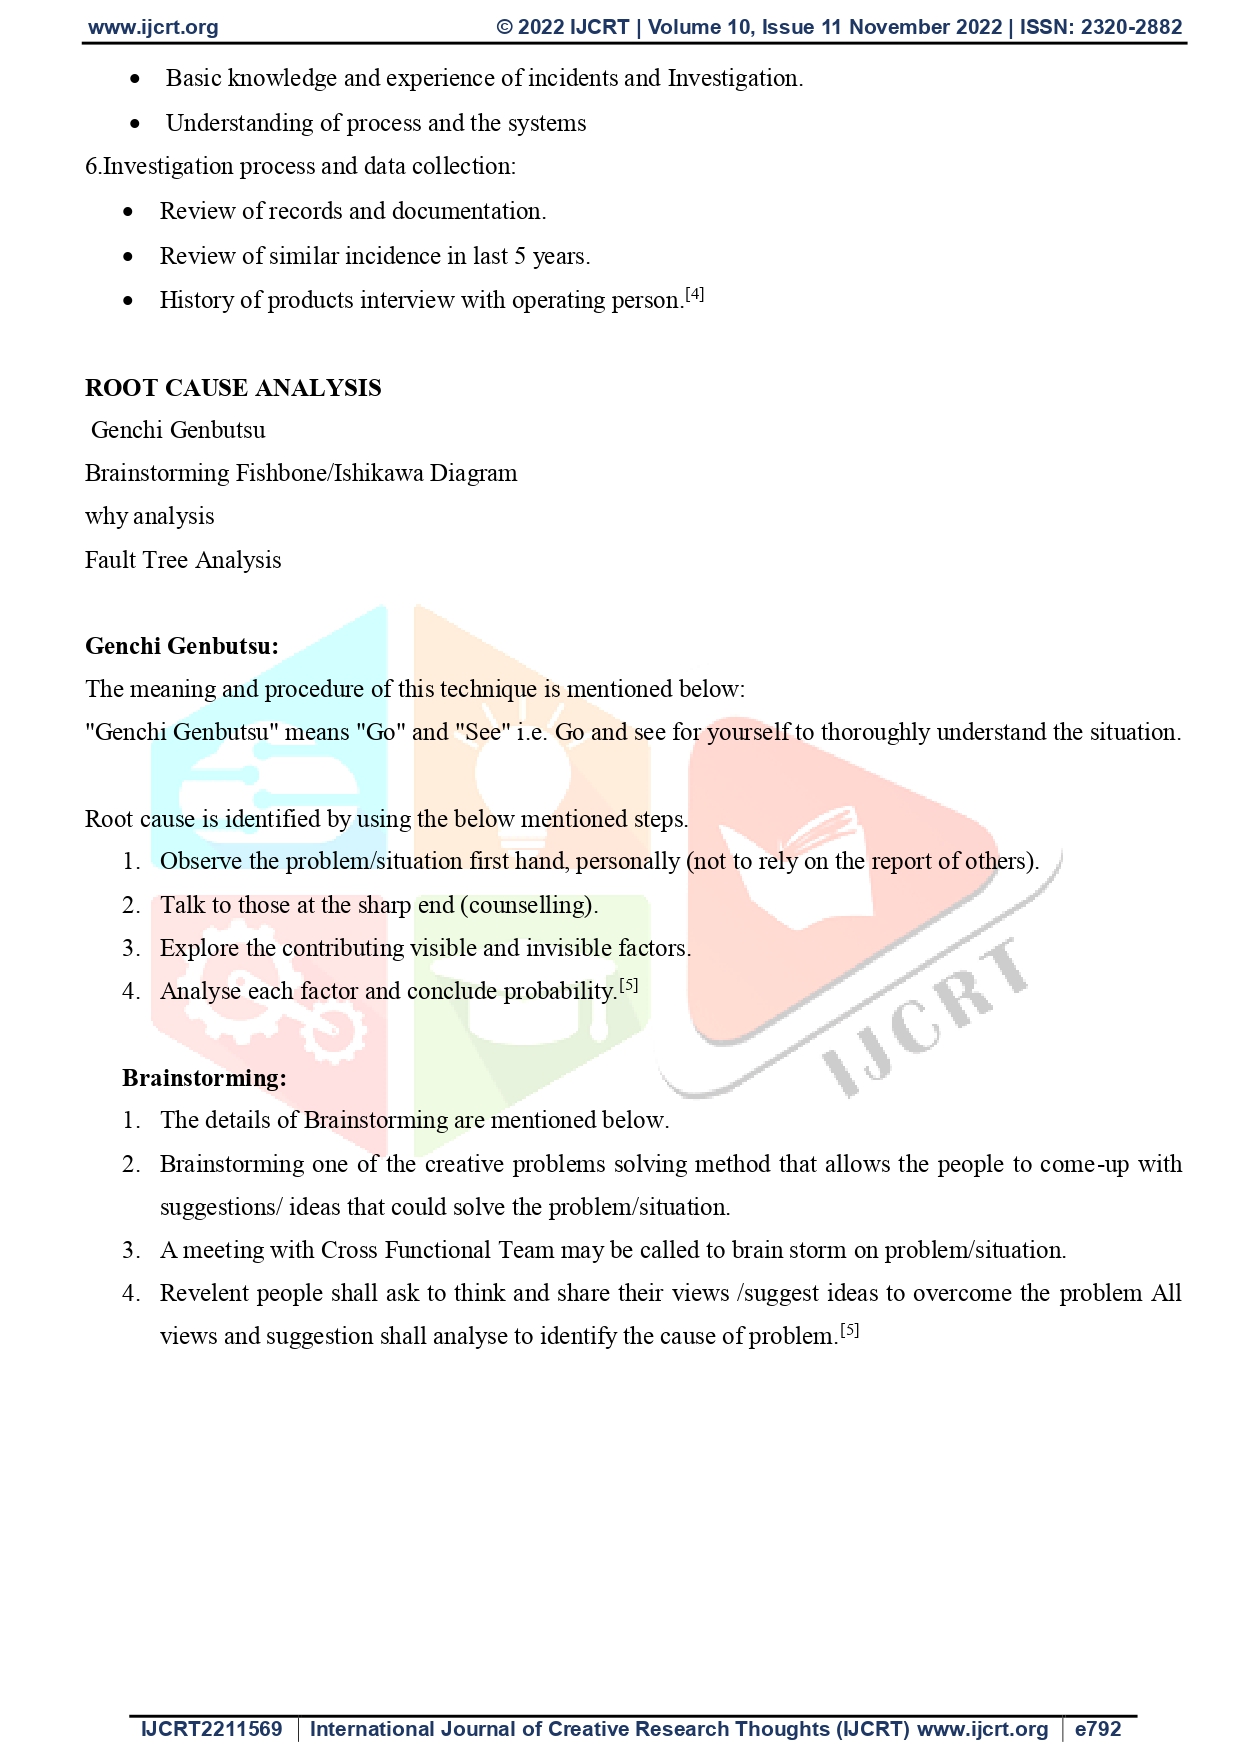 www.ijcrt.org © 2022 IJCRT | Volume 10, Issue 11 November 2022 | ISSN: 2320-2882
• Basic knowledge and experience of incidents and Investigation.
• Understanding of process and the systems
6.Investigation process and data collection:
• Review of records and documentation.
• Review of similar incidence in last 5 years.
• History of products interview with operating person.[4]
ROOT CAUSE ANALYSIS
Genchi Genbutsu
Brainstorming Fishbone/Ishikawa Diagram
why analysis
Fault Tree Analysis
Genchi Genbutsu:
The meaning and procedure of this technique is mentioned below:
"Genchi Genbutsu" means "Go" and "See" i.e. Go and see for yourself to thoroughly understand the situation.
Root cause is identified by using the below mentioned steps.
1. Observe the problem/situation first hand, personally (not to rely on the report of others).
2. Talk to those at the sharp end (counselling).
3. Explore the contributing visible and invisible factors.
4. Analyse each factor and conclude probability.[5]
IJCRT
Brainstorming:
1. The details of Brainstorming are mentioned below.
2. Brainstorming one of the creative problems solving method that allows the people to come-up with
suggestions/ ideas that could solve the problem/situation.
3. A meeting with Cross Functional Team may be called to brain storm on problem/situation.
4. Revelent people shall ask to think and share their views /suggest ideas to overcome the problem All
views and suggestion shall analyse to identify the cause of problem.[5]
IJCRT2211569 | International Journal of Creative Research Thoughts (IJCRT) www.ijcrt.org | e792